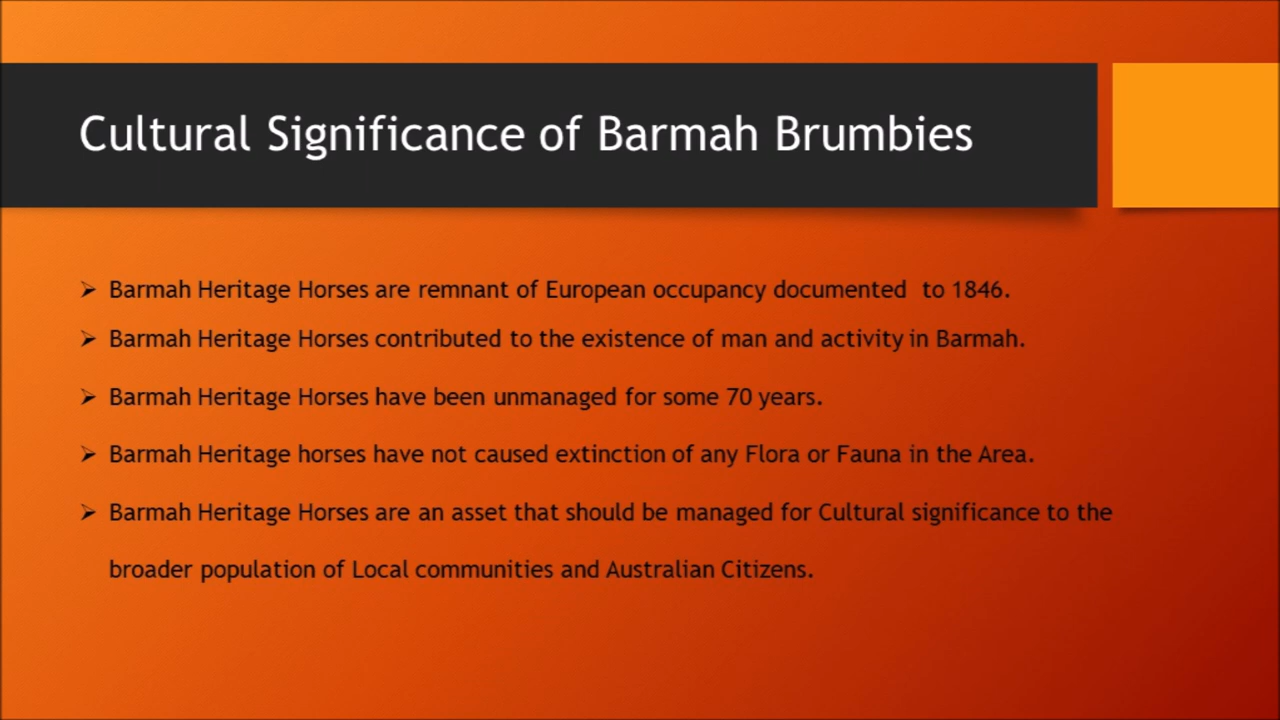 Cultural Significance of Barmah Brumbies
➢ Barmah Heritage Horses are remnant of European occupancy documented  to 1846.
➢ Barmah Heritage Horses contributed to the existence of man and activity in Barmah.
➢ Barmah Heritage Horses have been unmanaged for some 70 years.
➢ Barmah Heritage horses have not caused extinction of any Flora or Fauna in the Area.
➢ Barmah Heritage Horses are an asset that should be managed for Cultural significance to the
broader population of Local communities and Australian Citizens.